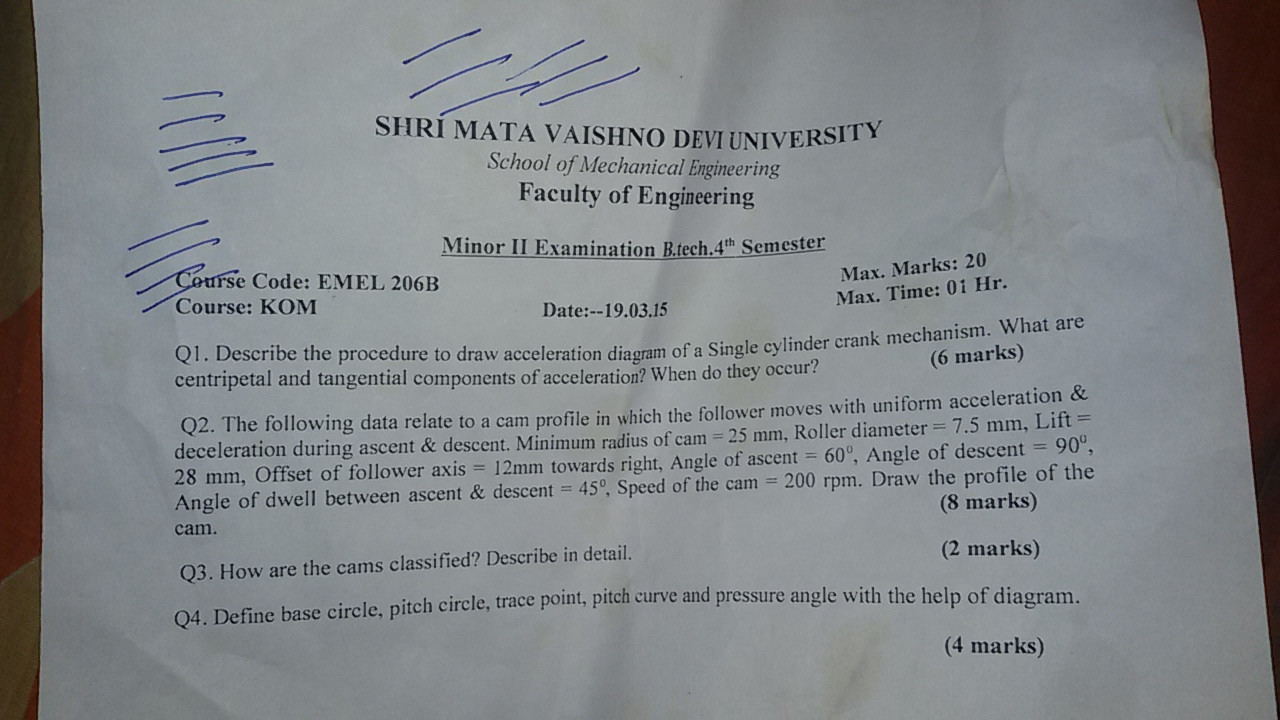 SHRI MATA VAISHNO DEVI UNIVERSITY
School of Mechanical Engineering
Faculty of Engineering
Minor II Examination B.tech.4th Semester
Course Code: EMEL 206B
Max. Marks: 20
Course: KOM
Date:--19.03.15
Max. Time: 01 Hr.
Q1. Describe the procedure to draw acceleration diagram of a Single cylinder crank mechanism. What are
centripetal and tangential components of acceleration? When do they occur?
(6 marks)
Q2. The following data relate to a cam profile in which the follower moves with uniform acceleration &
deceleration during ascent & descent. Minimum radius of cam = 25 mm, Roller diameter = 7.5 mm, Lift =
28 mm, Offset of follower axis = 12mm towards right, Angle of ascent = 60⁰, Angle of descent = 90⁰,
Angle of dwell between ascent & descent = 45⁰, Speed of the cam = 200 rpm. Draw the profile of the
cam.
(8 marks)
Q3. How are the cams classified? Describe in detail.
(2 marks)
Q4. Define base circle, pitch circle, trace point, pitch curve and pressure angle with the help of diagram.
(4 marks)